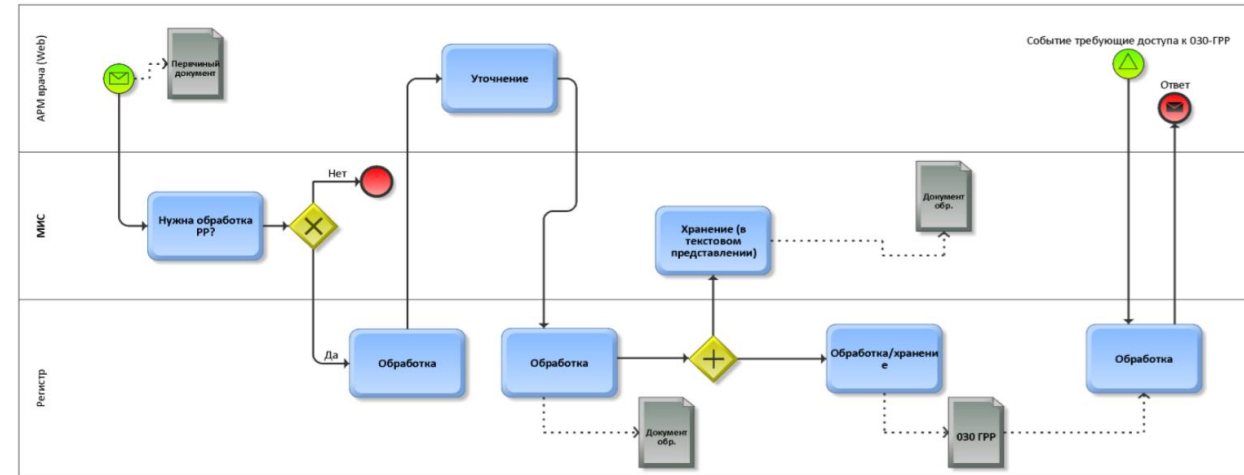 АРМ врача (Web)
Первчиный
документ
Уточнение
Событие требующие доступа к 030-ГРР
Ответ
МИС
Нужна обработка
РР?
Нет
Хранение (в
текстовом
представлении)
Документ
обр.
Регистр
Да
Обработка
Обработка
Документ
обр.
Обработка/хранени
е
030 ГРР
Обработка